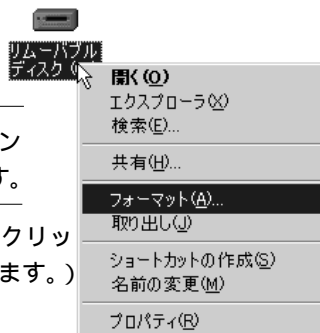 リムーバブル
ディスク (
開く(O)
エクスプローラ(X)
検索(E)...
共有(H)...
フォーマット(A)...
取り出し(J)
ショートカットの作成(S)
名前の変更(M)
プロパティ(R)
ン
す。
クリッ
ます。)